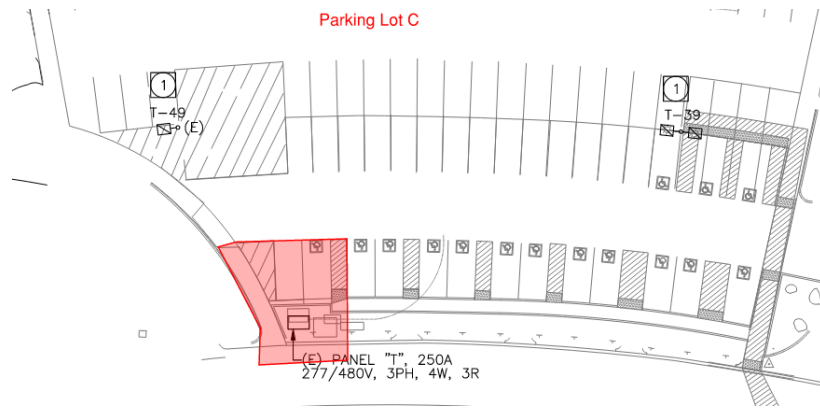 Parking Lot C
1
1
T-49
T-39
(E)
(E) PANEL "T", 250A
277/480V, 3PH, 4W, 3R